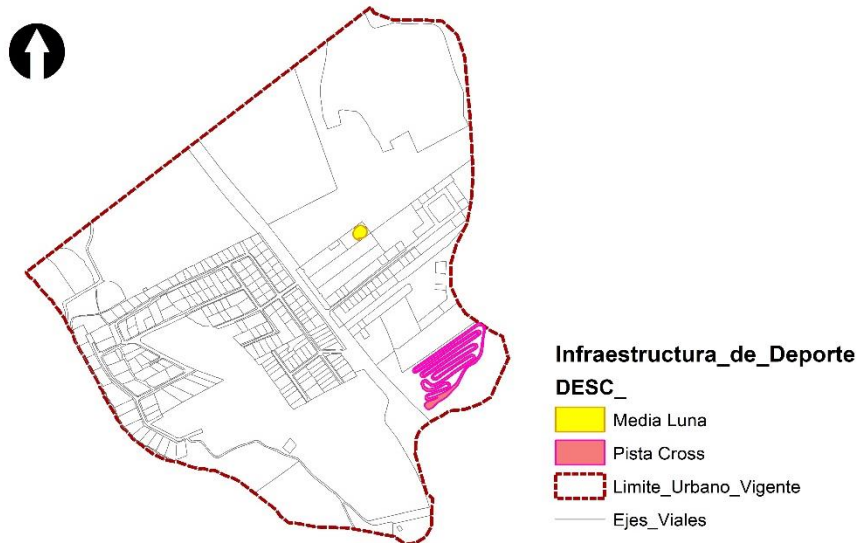 Infraestructura_de_Deporte
DESC_
Media Luna
Pista Cross
Limite_Urbano_Vigente
Ejes_Viales